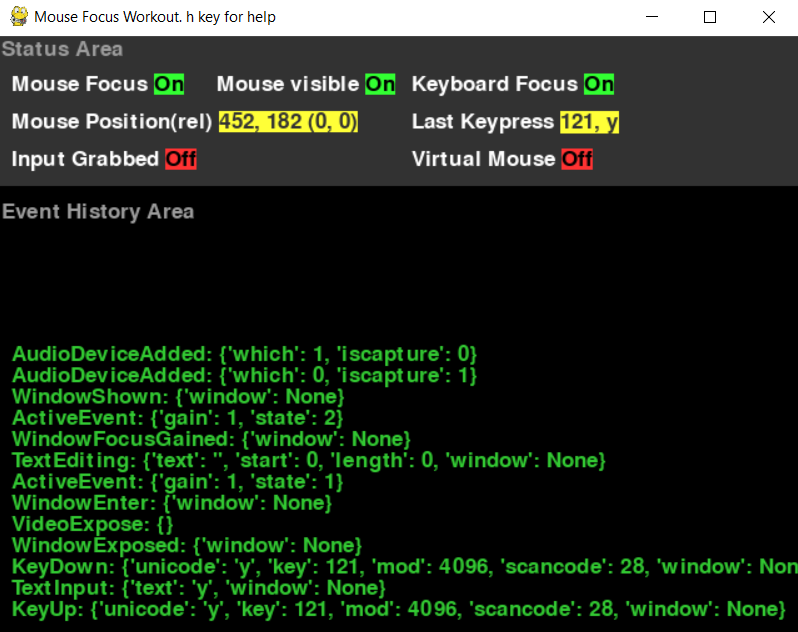 Mouse Focus Workout. h key for help
Status Area
Mouse Focus On Mouse visible On Keyboard Focus On
Mouse Position(rel) 452, 182 (0, 0) Last Keypress 121, y
Input Grabbed Off Virtual Mouse Off
Event History Area
AudioDeviceAdded: {'which': 1, 'iscapture': 0}
AudioDeviceAdded: {'which': 0, 'iscapture': 1}
WindowShown: {'window': None}
ActiveEvent: {'gain': 1, 'state': 2}
WindowFocusGained: {'window': None}
TextEditing: {'text': '', 'start': 0, 'length': 0, 'window': None}
ActiveEvent: {'gain': 1, 'state': 1}
WindowEnter: {'window': None}
VideoExpose: {}
WindowExposed: {'window': None}
KeyDown: {'unicode': 'y', 'key': 121, 'mod': 4096, 'scancode': 28, 'window': Non
TextInput: {'text': 'y', 'window': None}
KeyUp: {'unicode': 'y', 'key': 121, 'mod': 4096, 'scancode': 28, 'window': None}